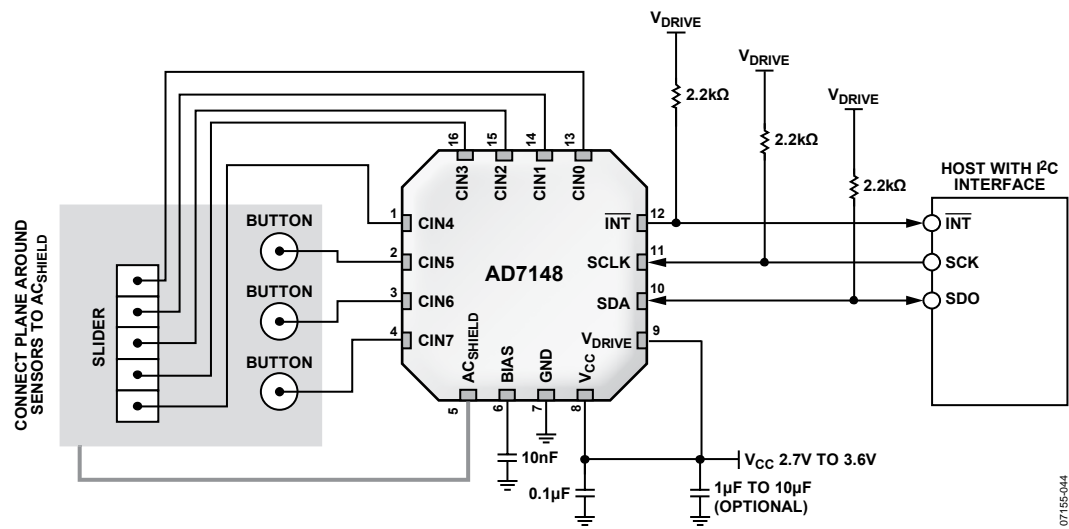 VDRIVE
VDRIVE
2.2kΩ
VDRIVE
2.2kΩ
2.2kΩ
HOST WITH I2C
INTERFACE
16
15
14
13
CIN3
CIN2
CIN1
CIN0
CONNECT PLANE AROUND
SENSORS TO ACSHIELD
SLIDER
BUTTON
BUTTON
BUTTON
1
CIN4
2
CIN5
3
CIN6
4
CIN7
AD7148
INT
12
INT
SCLK
11
SCK
SDA
10
SDO
VDRIVE
9
ACSHIELD
BIAS
GND
VCC
5
6
7
8
10nF
0.1µF
VCC 2.7V TO 3.6V
1µF TO 10µF
(OPTIONAL)
07155-044